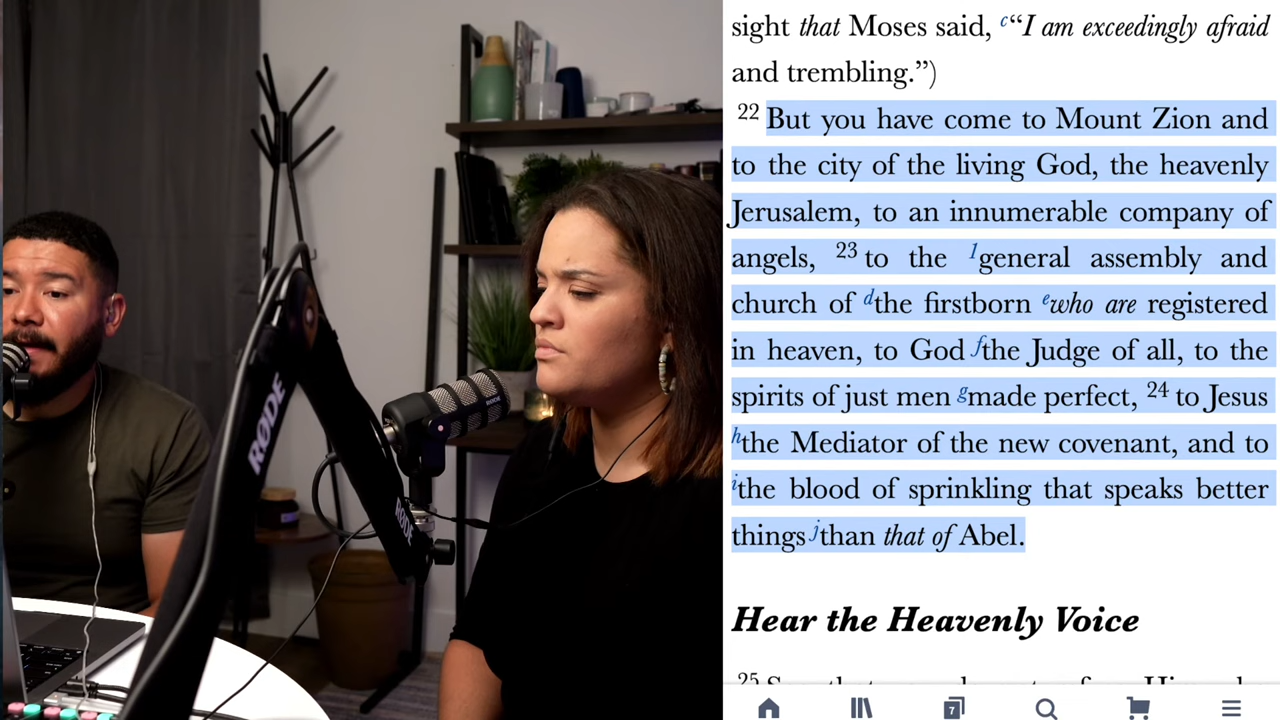 sight that Moses said, c“I am exceedingly afraid
and trembling.”)
22 But you have come to Mount Zion and
to the city of the living God, the heavenly
Jerusalem, to an innumerable company of
angels, 23 to the 1general assembly and
church of dthe firstborn ewho are registered
in heaven, to God fthe Judge of all, to the
spirits of just men gmade perfect, 24 to Jesus
hthe Mediator of the new covenant, and to
ithe blood of sprinkling that speaks better
things jthan that of Abel.
Hear the Heavenly Voice
25
7
RØDE
RØDE
RODE